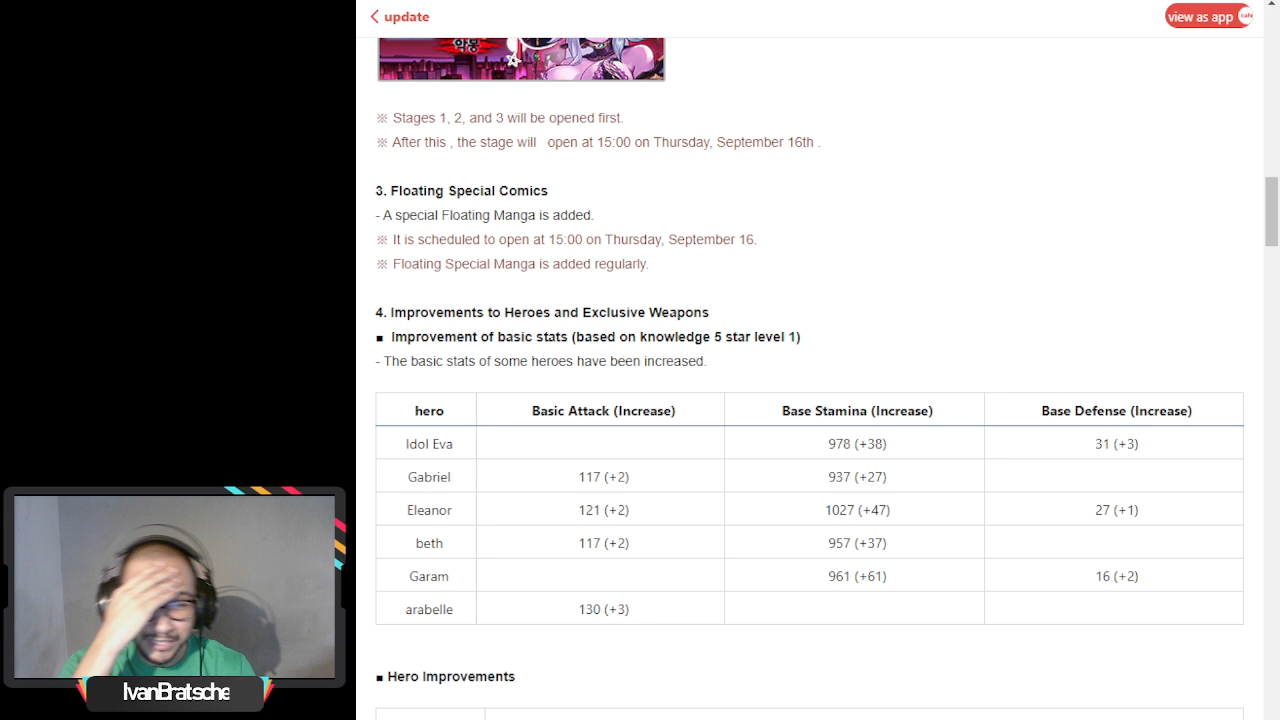 update
view as app
cafe
악몽
※ Stages 1, 2, and 3 will be opened first.
※ After this , the stage will open at 15:00 on Thursday, September 16th .
3. Floating Special Comics
- A special Floating Manga is added.
※ It is scheduled to open at 15:00 on Thursday, September 16.
※ Floating Special Manga is added regularly.
4. Improvements to Heroes and Exclusive Weapons
■ Improvement of basic stats (based on knowledge 5 star level 1)
- The basic stats of some heroes have been increased.
hero Basic Attack (Increase) Base Stamina (Increase) Base Defense (Increase)
Idol Eva 978 (+38) 31 (+3)
Gabriel 117 (+2) 937 (+27)
Eleanor 121 (+2) 1027 (+47) 27 (+1)
beth 117 (+2) 957 (+37)
Garam 961 (+61) 16 (+2)
arabelle 130 (+3)
■ Hero Improvements
IvanBratsche